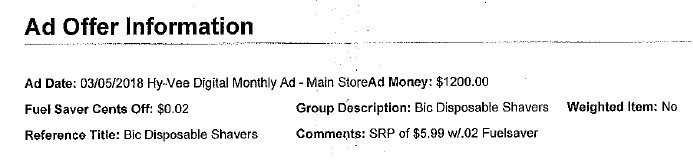 Ad Offer Information
Ad Date: 03/05/2018 Hy-Vee Digital Monthly Ad - Main StoreAd Money: $1200.00
Fuel Saver Cents Off: $0.02 Group Description: Bic Disposable Shavers Weighted Item: No
Reference Title: Bic Disposable Shavers Comments: SRP of $5.99 w/.02 Fuelsaver